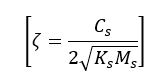 [ζ = C_s / (2√(K_s M_s))]